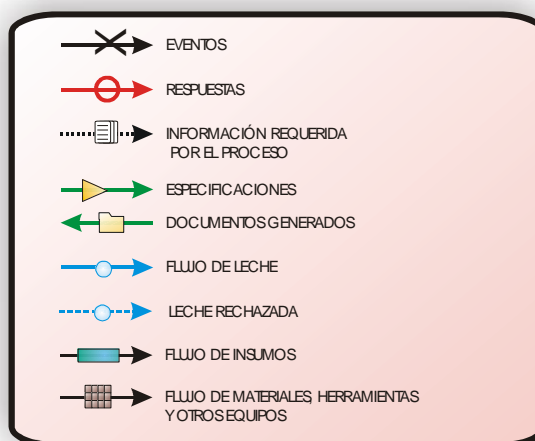 EVENTOS
RESPUESTAS
INFORMACIÓN REQUERIDA
POR EL PROCESO
ESPECIFICACIONES
DOCUMENTOS GENERADOS
FLUJO DE LECHE
LECHE RECHAZADA
FLUJO DE INSUMOS
FLUJO DE MATERIALES, HERRAMIENTAS
Y OTROS EQUIPOS